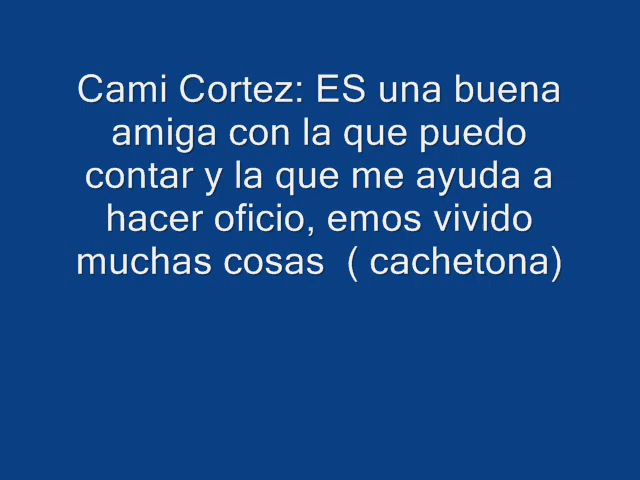 Cami Cortez: ES una buena
amiga con la que puedo
contar y la que me ayuda a
hacer oficio, emos vivido
muchas cosas  ( cachetona)